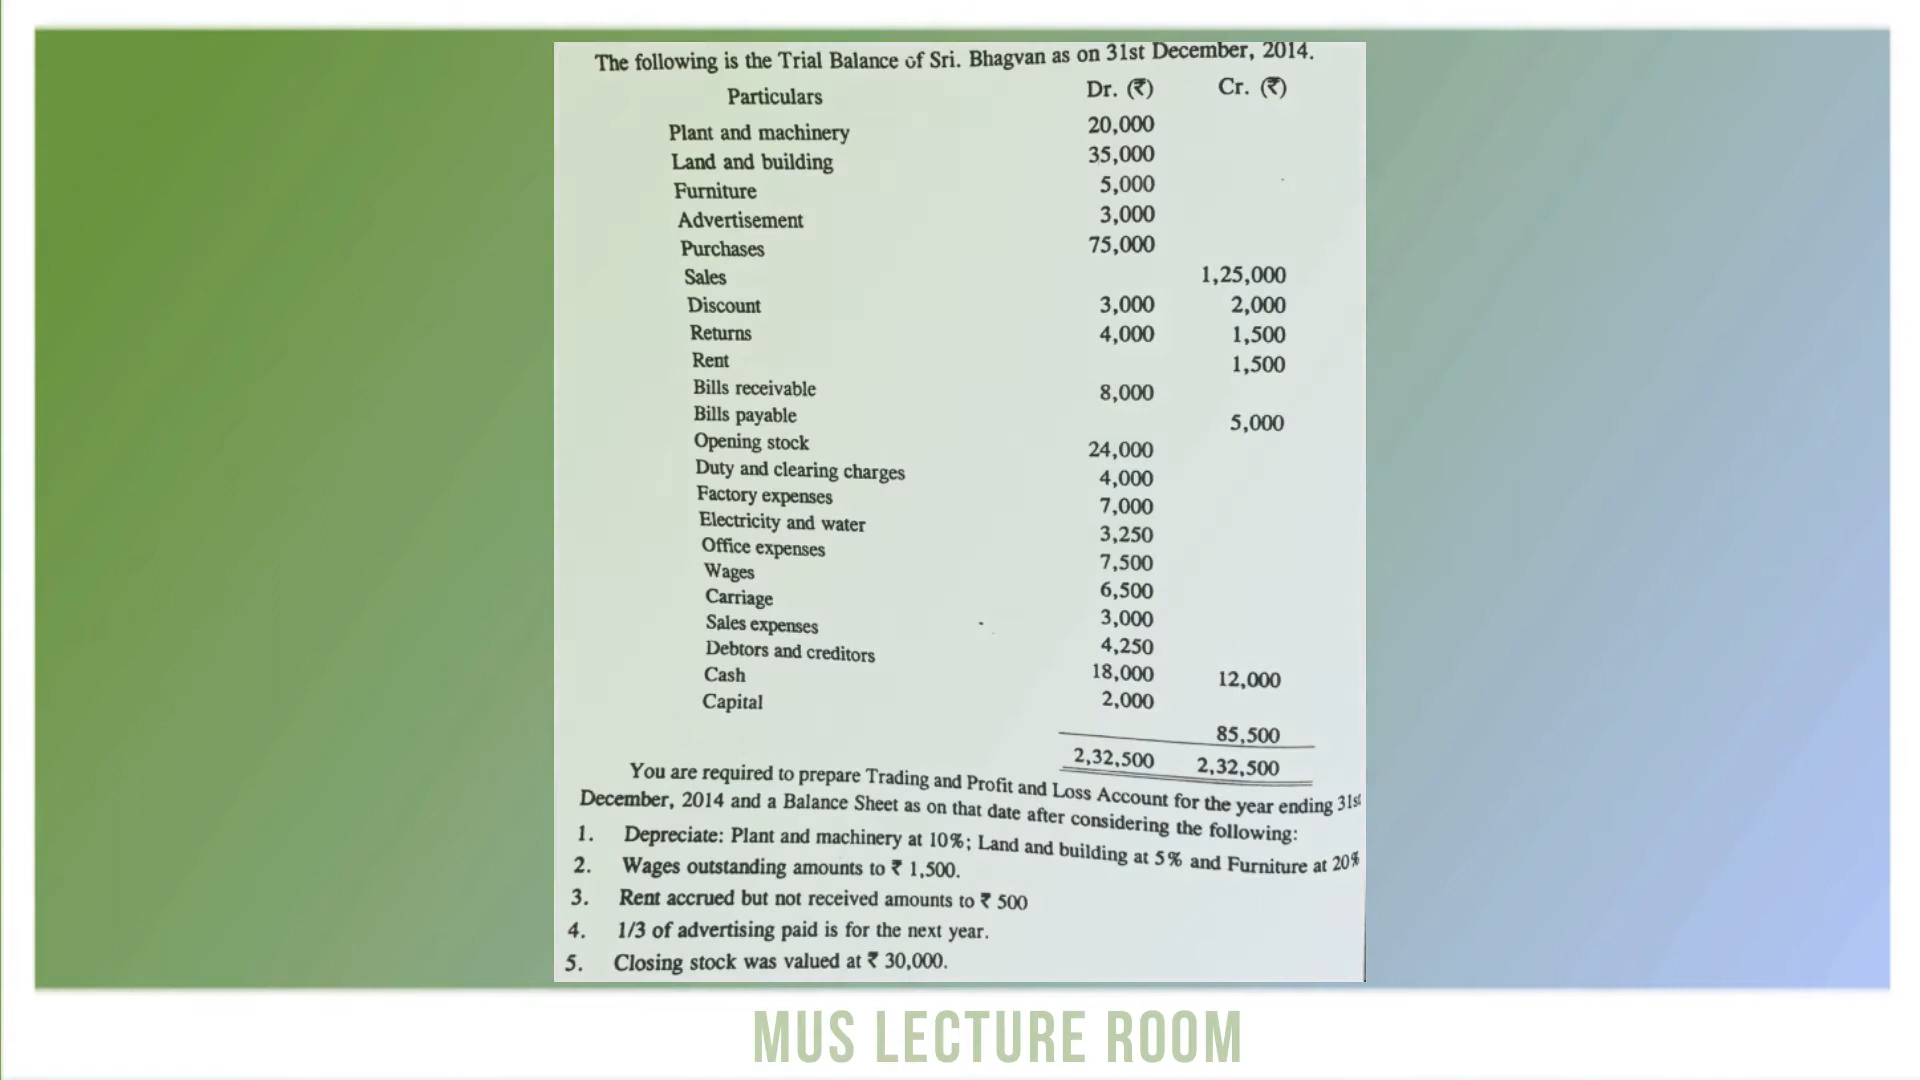 The following is the Trial Balance of Sri. Bhagvan as on 31st December, 2014.
Particulars Dr. (₹) Cr. (₹)
Plant and machinery 20,000
Land and building 35,000
Furniture 5,000
Advertisement 3,000
Purchases 75,000
Sales 1,25,000
Discount 3,000 2,000
Returns 4,000 1,500
Rent 1,500
Bills receivable 8,000
Bills payable 5,000
Opening stock 24,000
Duty and clearing charges 4,000
Factory expenses 7,000
Electricity and water 3,250
Office expenses 7,500
Wages 6,500
Carriage 3,000
Sales expenses 4,250
Debtors and creditors 18,000 12,000
Cash 2,000
Capital 85,500
2,32,500 2,32,500
You are required to prepare Trading and Profit and Loss Account for the year ending 31st
December, 2014 and a Balance Sheet as on that date after considering the following:
1. Depreciate: Plant and machinery at 10%; Land and building at 5% and Furniture at 20%
2. Wages outstanding amounts to ₹ 1,500.
3. Rent accrued but not received amounts to ₹ 500
4. 1/3 of advertising paid is for the next year.
5. Closing stock was valued at ₹ 30,000.
MUS LECTURE ROOM